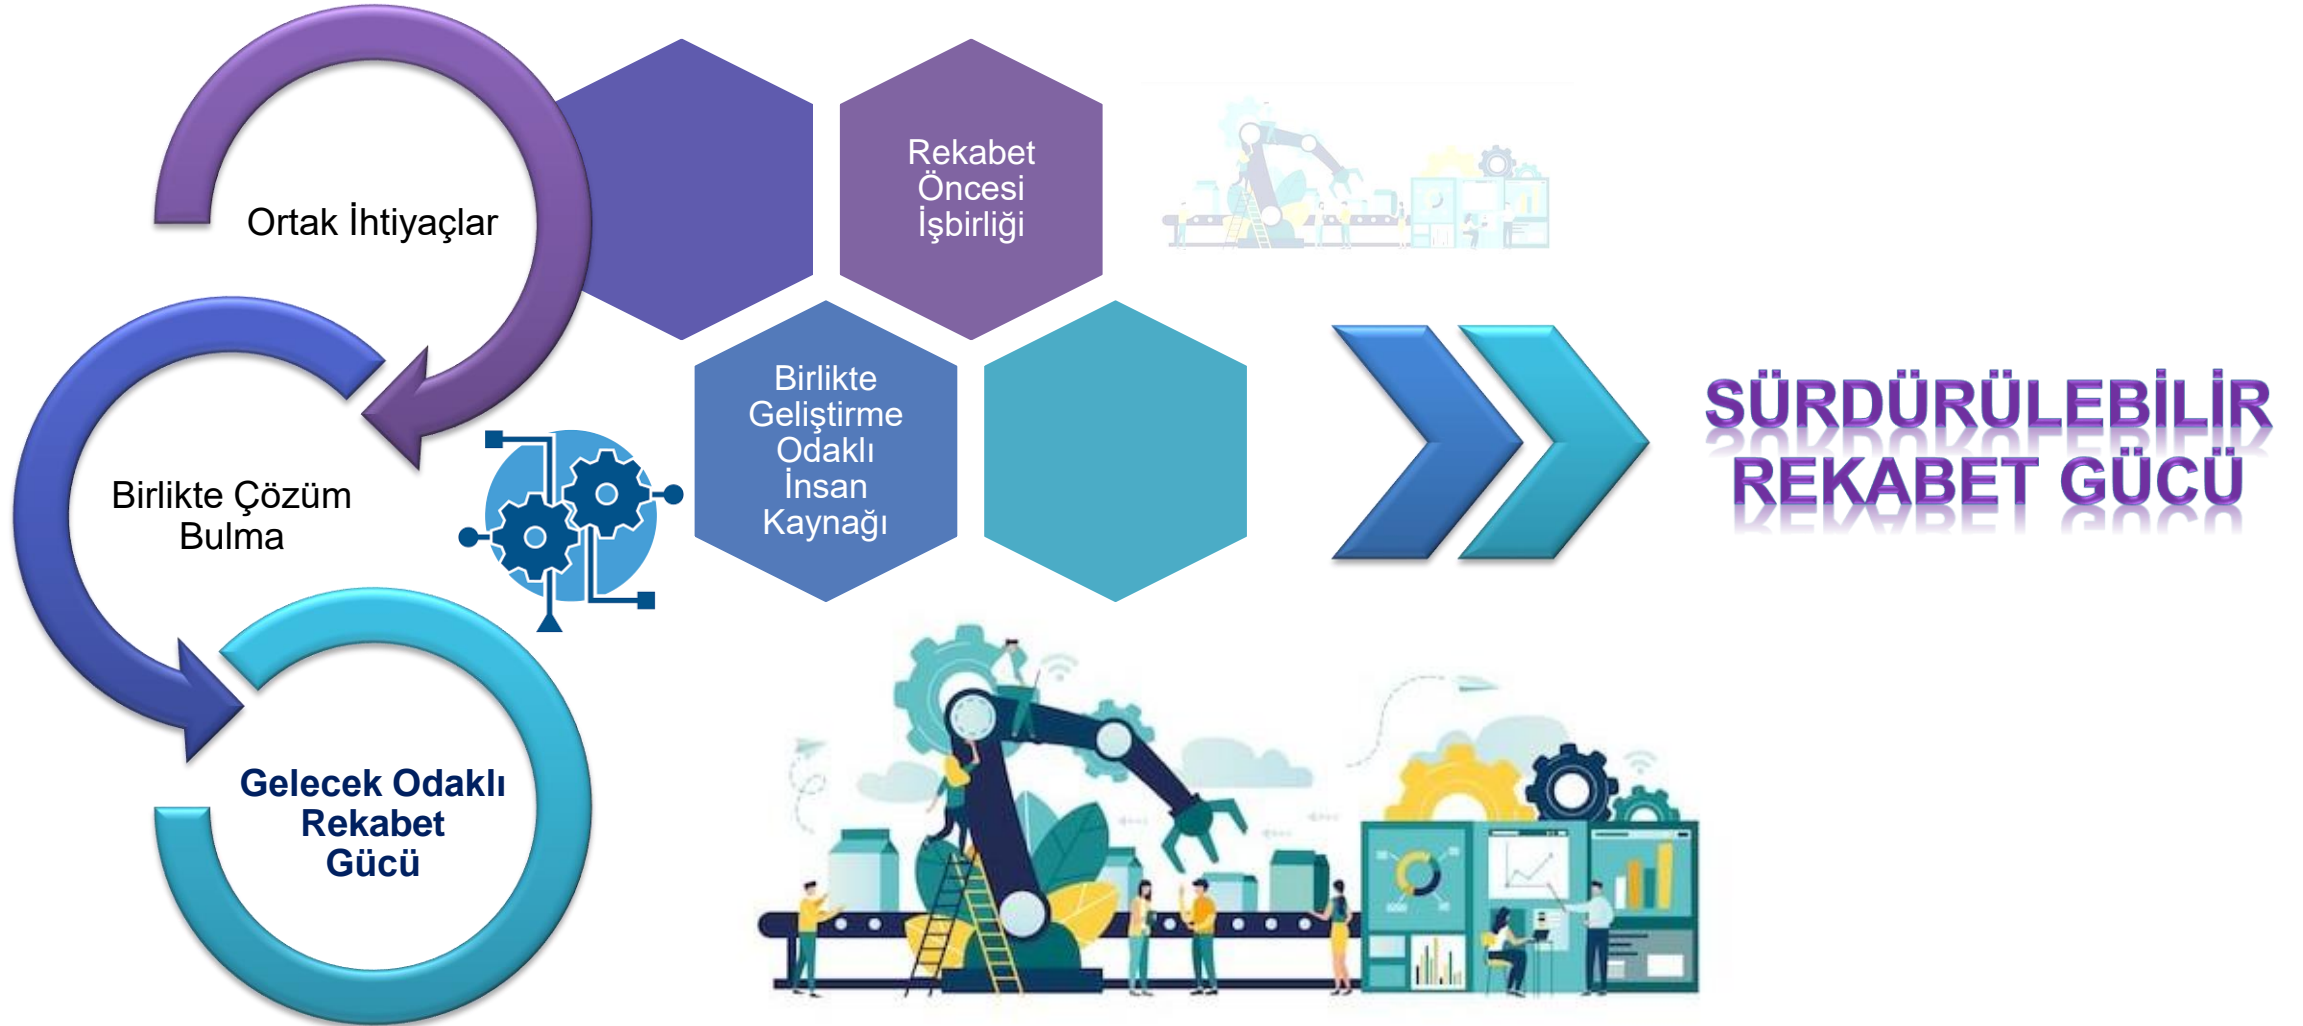 Ortak İhtiyaçlar
Birlikte Çözüm
Bulma
Gelecek Odaklı
Rekabet
Gücü
Rekabet
Öncesi
İşbirliği
Birlikte
Geliştirme
Odaklı
İnsan
Kaynağı
SÜRDÜRÜLEBİLİR
REKABET GÜCÜ